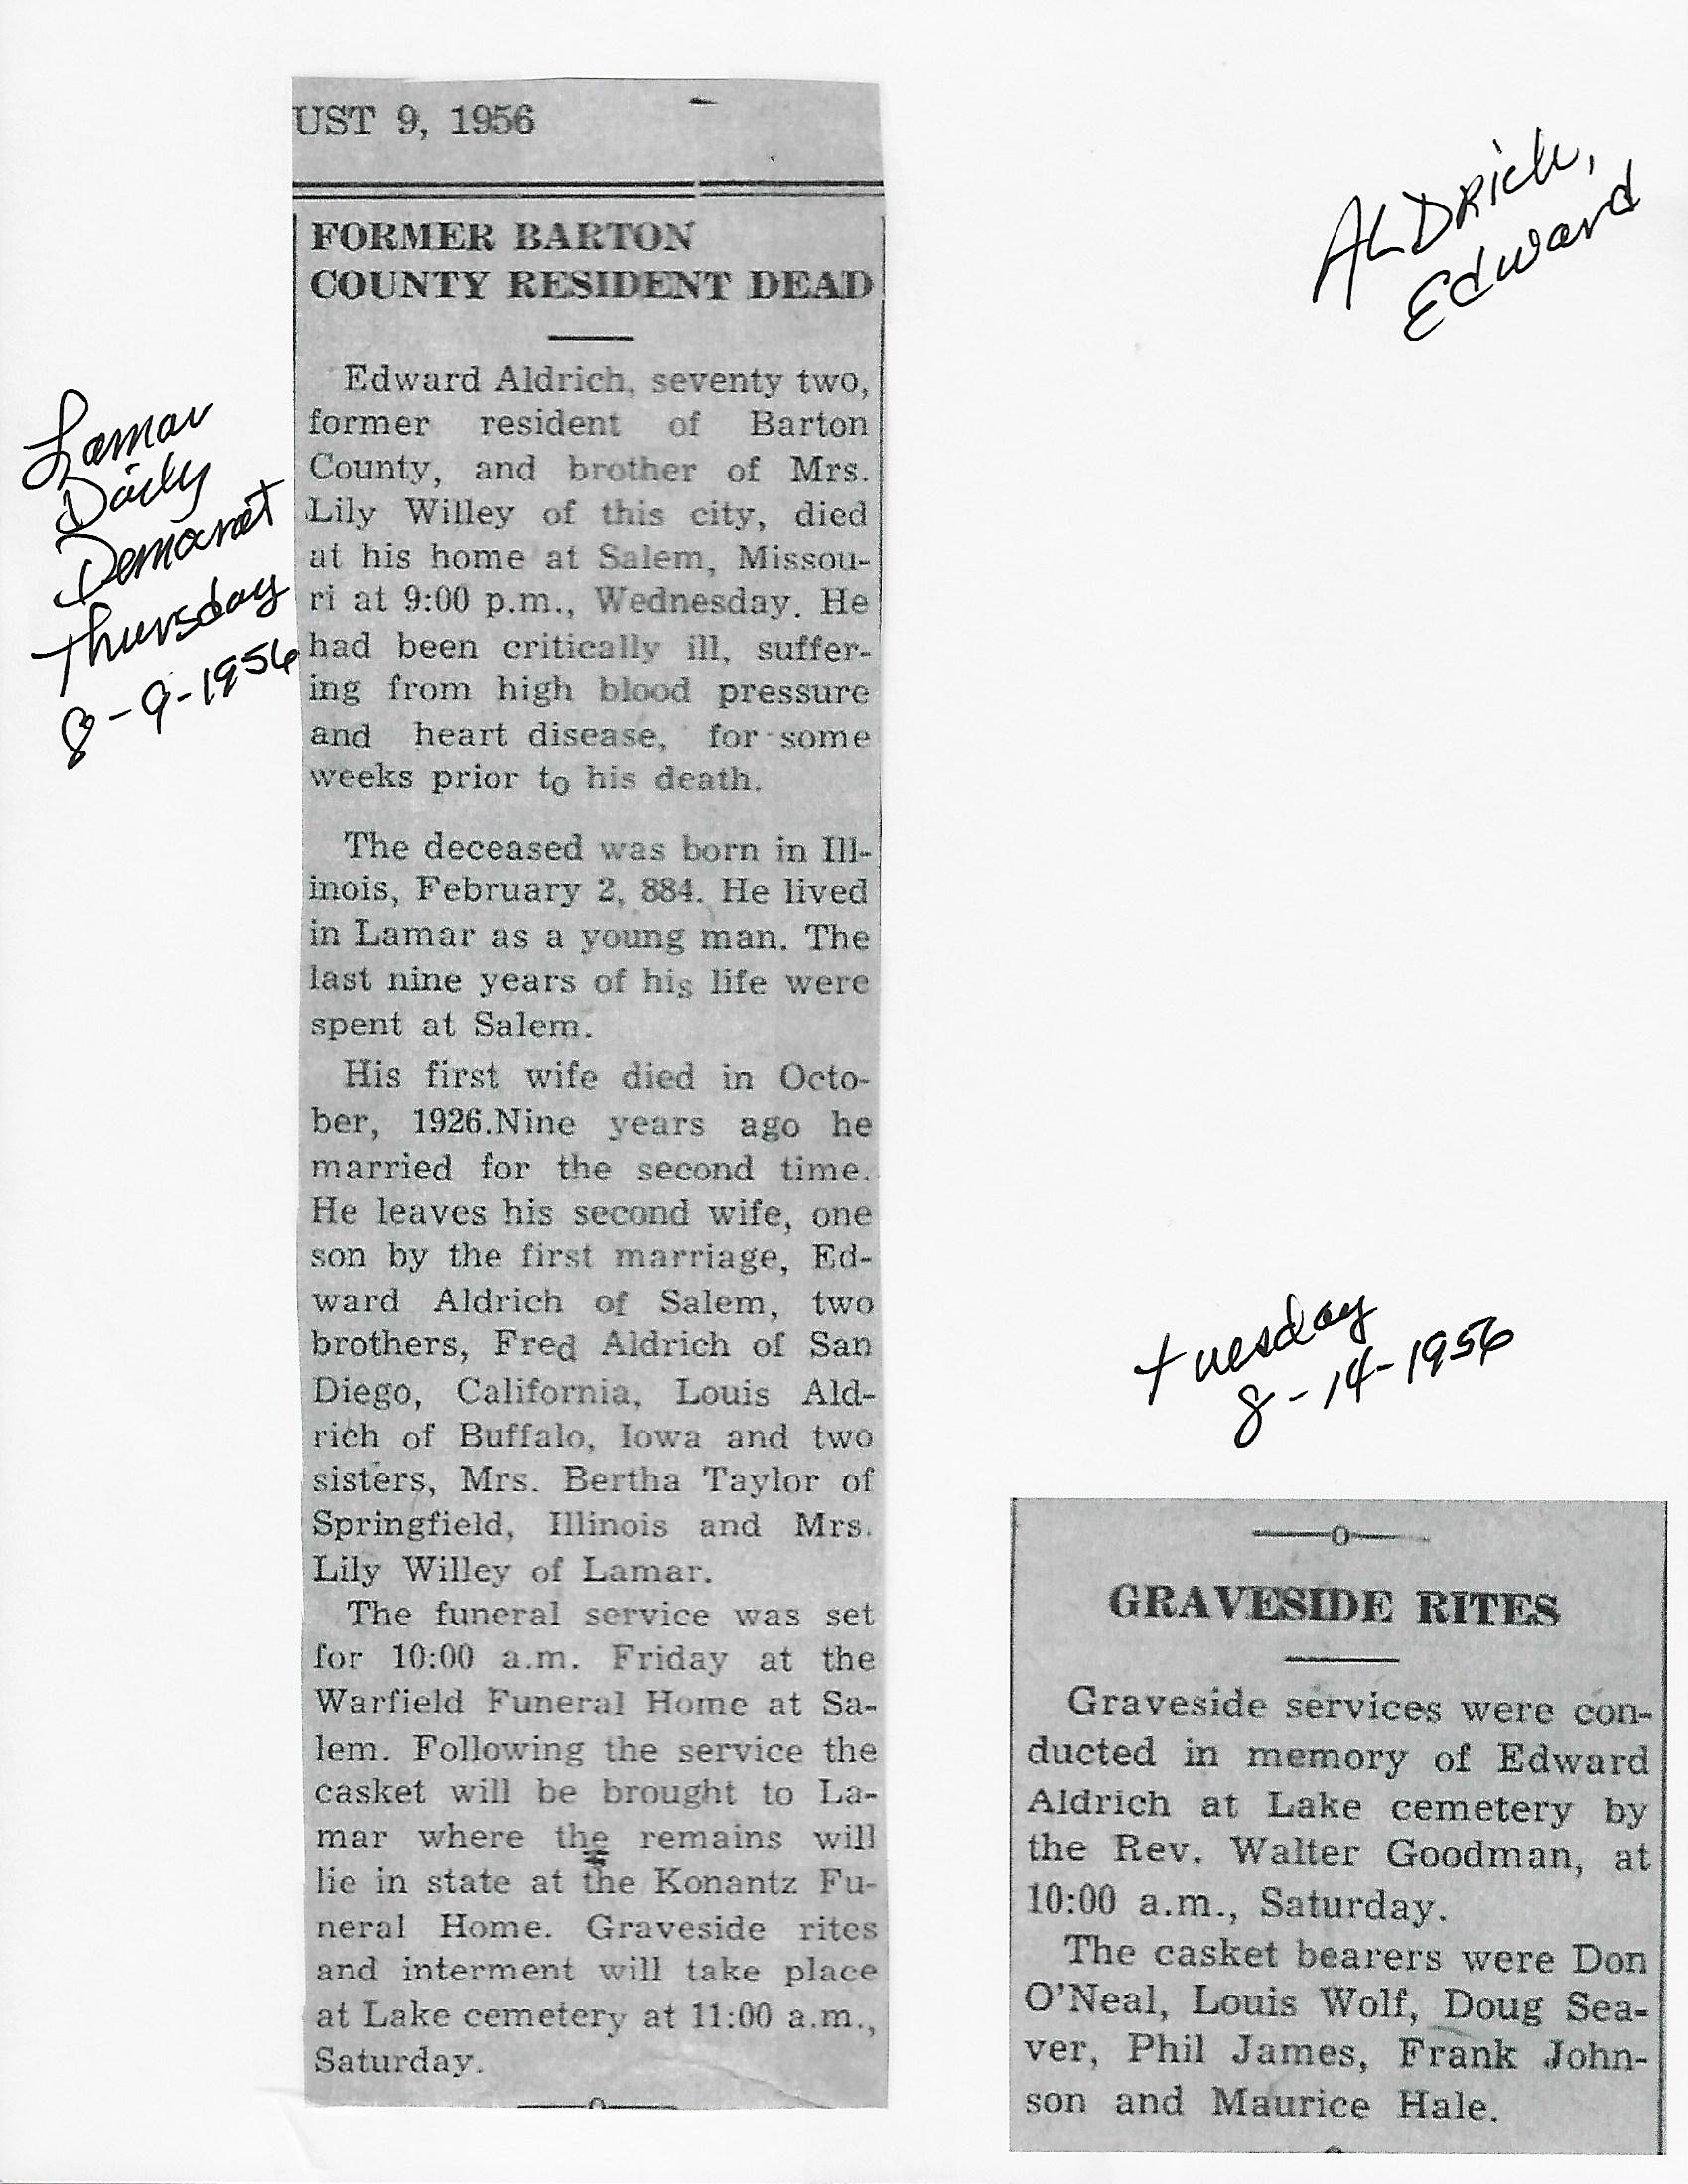 ALDRich,
Edward
Lamar
Daily
Democrat
Thursday
8-9-1956
UST 9, 1956
FORMER BARTON
COUNTY RESIDENT DEAD
Edward Aldrich, seventy two,
former resident of Barton
County, and brother of Mrs.
Lily Willey of this city, died
at his home at Salem, Missou-
ri at 9:00 p.m., Wednesday. He
had been critically ill, suffer-
ing from high blood pressure
and heart disease, for some
weeks prior to his death.
The deceased was born in Ill-
inois, February 2, 884. He lived
in Lamar as a young man. The
last nine years of his life were
spent at Salem.
His first wife died in Octo-
ber, 1926.Nine years ago he
married for the second time.
He leaves his second wife, one
son by the first marriage, Ed-
ward Aldrich of Salem, two
brothers, Fred Aldrich of San
Diego, California, Louis Ald-
rich of Buffalo, Iowa and two
sisters, Mrs. Bertha Taylor of
Springfield, Illinois and Mrs.
Lily Willey of Lamar.
The funeral service was set
for 10:00 a.m. Friday at the
Warfield Funeral Home at Sa-
lem. Following the service the
casket will be brought to La-
mar where the remains will
lie in state at the Konantz Fu-
neral Home. Graveside rites
and interment will take place
at Lake cemetery at 11:00 a.m.,
Saturday.
Tuesday
8-14-1956
GRAVESIDE RITES
Graveside services were con-
ducted in memory of Edward
Aldrich at Lake cemetery by
the Rev. Walter Goodman, at
10:00 a.m., Saturday.
The casket bearers were Don
O'Neal, Louis Wolf, Doug Sea-
ver, Phil James, Frank John-
son and Maurice Hale.